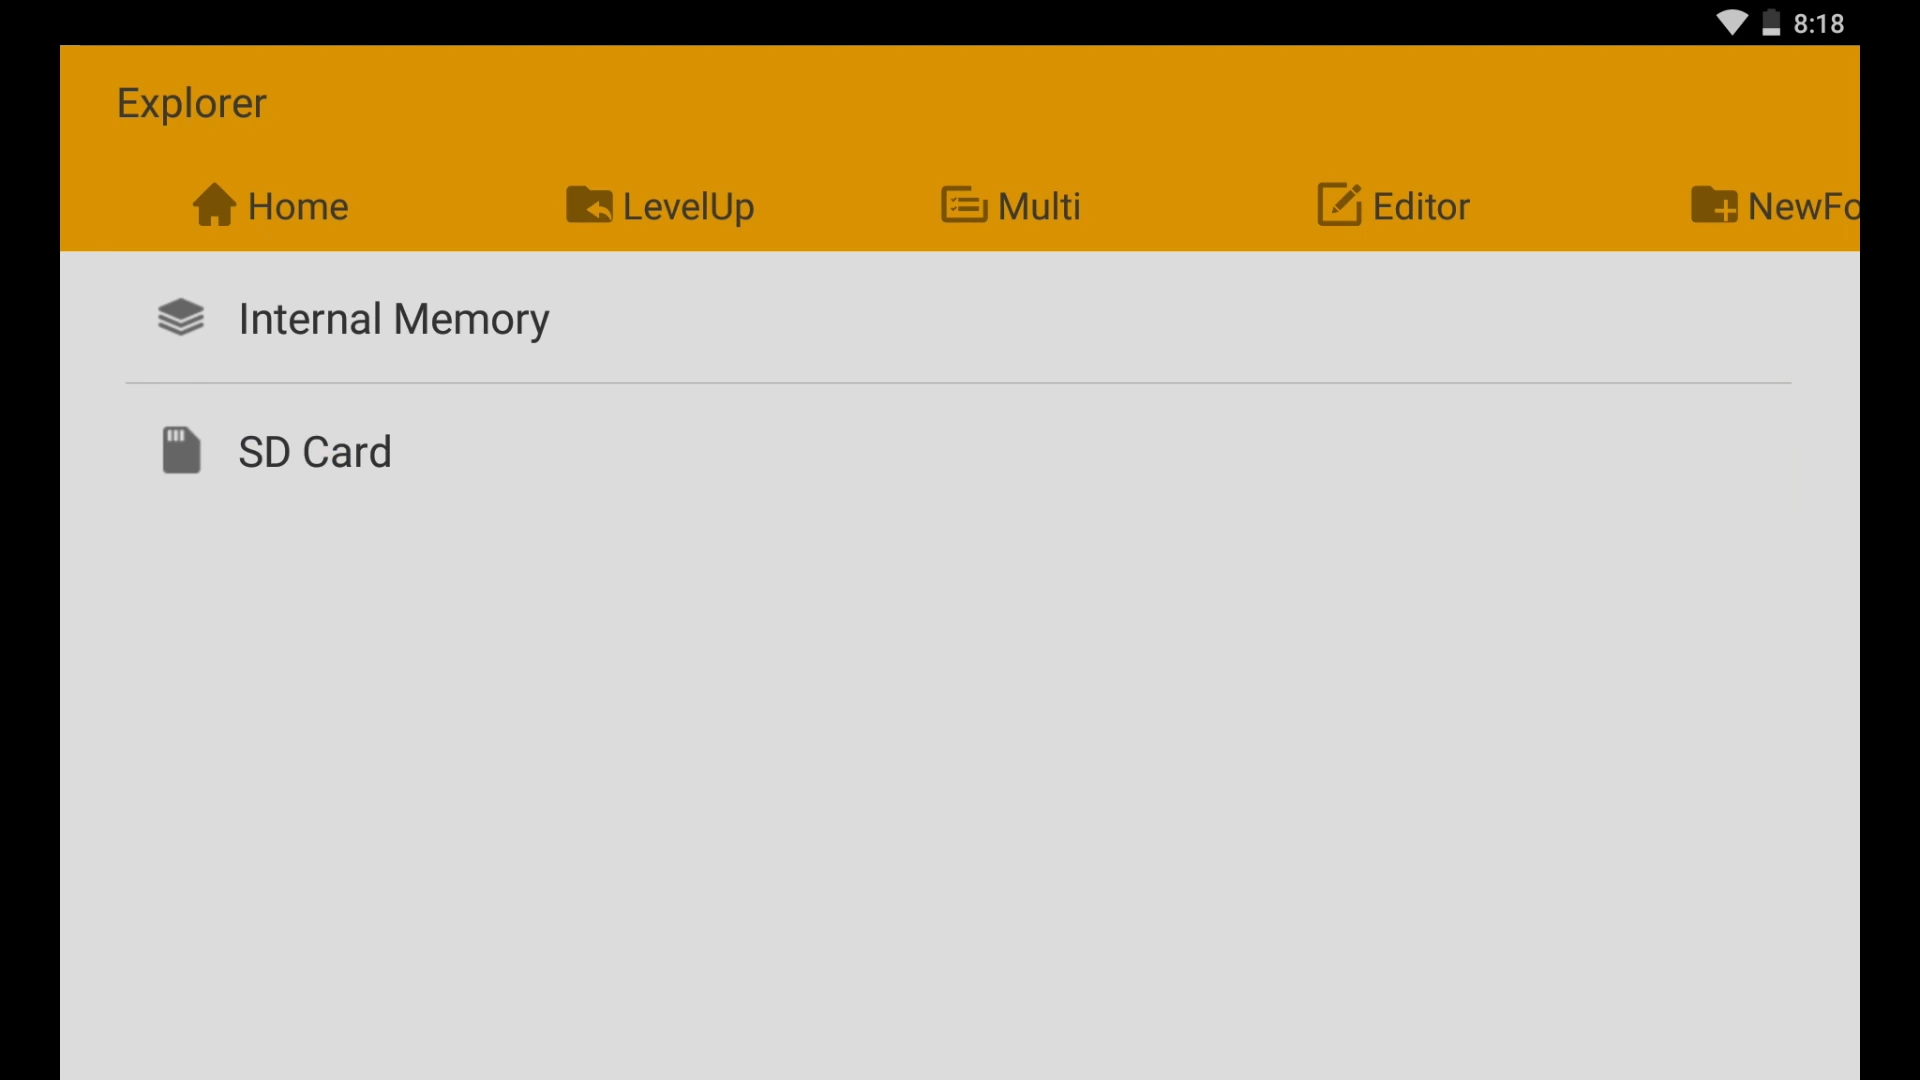 8:18
Explorer
Home LevelUp Multi Editor NewFo
Internal Memory
SD Card